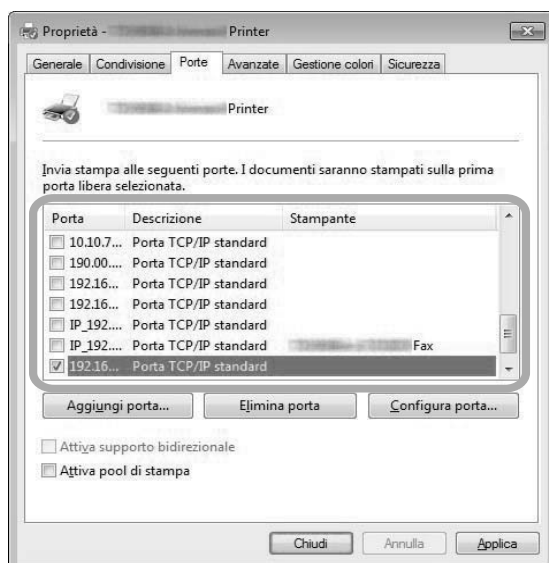 Proprietà - Printer
Generale Condivisione Porte Avanzate Gestione colori Sicurezza
Printer
Invia stampa alle seguenti porte. I documenti saranno stampati sulla prima
porta libera selezionata.
Porta Descrizione Stampante
10.10.7... Porta TCP/IP standard
190.00.... Porta TCP/IP standard
192.16... Porta TCP/IP standard
192.16... Porta TCP/IP standard
IP_192.... Porta TCP/IP standard
IP_192.... Porta TCP/IP standard Fax
192.16... Porta TCP/IP standard
Aggiungi porta... Elimina porta Configura porta...
Attiva supporto bidirezionale
Attiva pool di stampa
Chiudi Annulla Applica